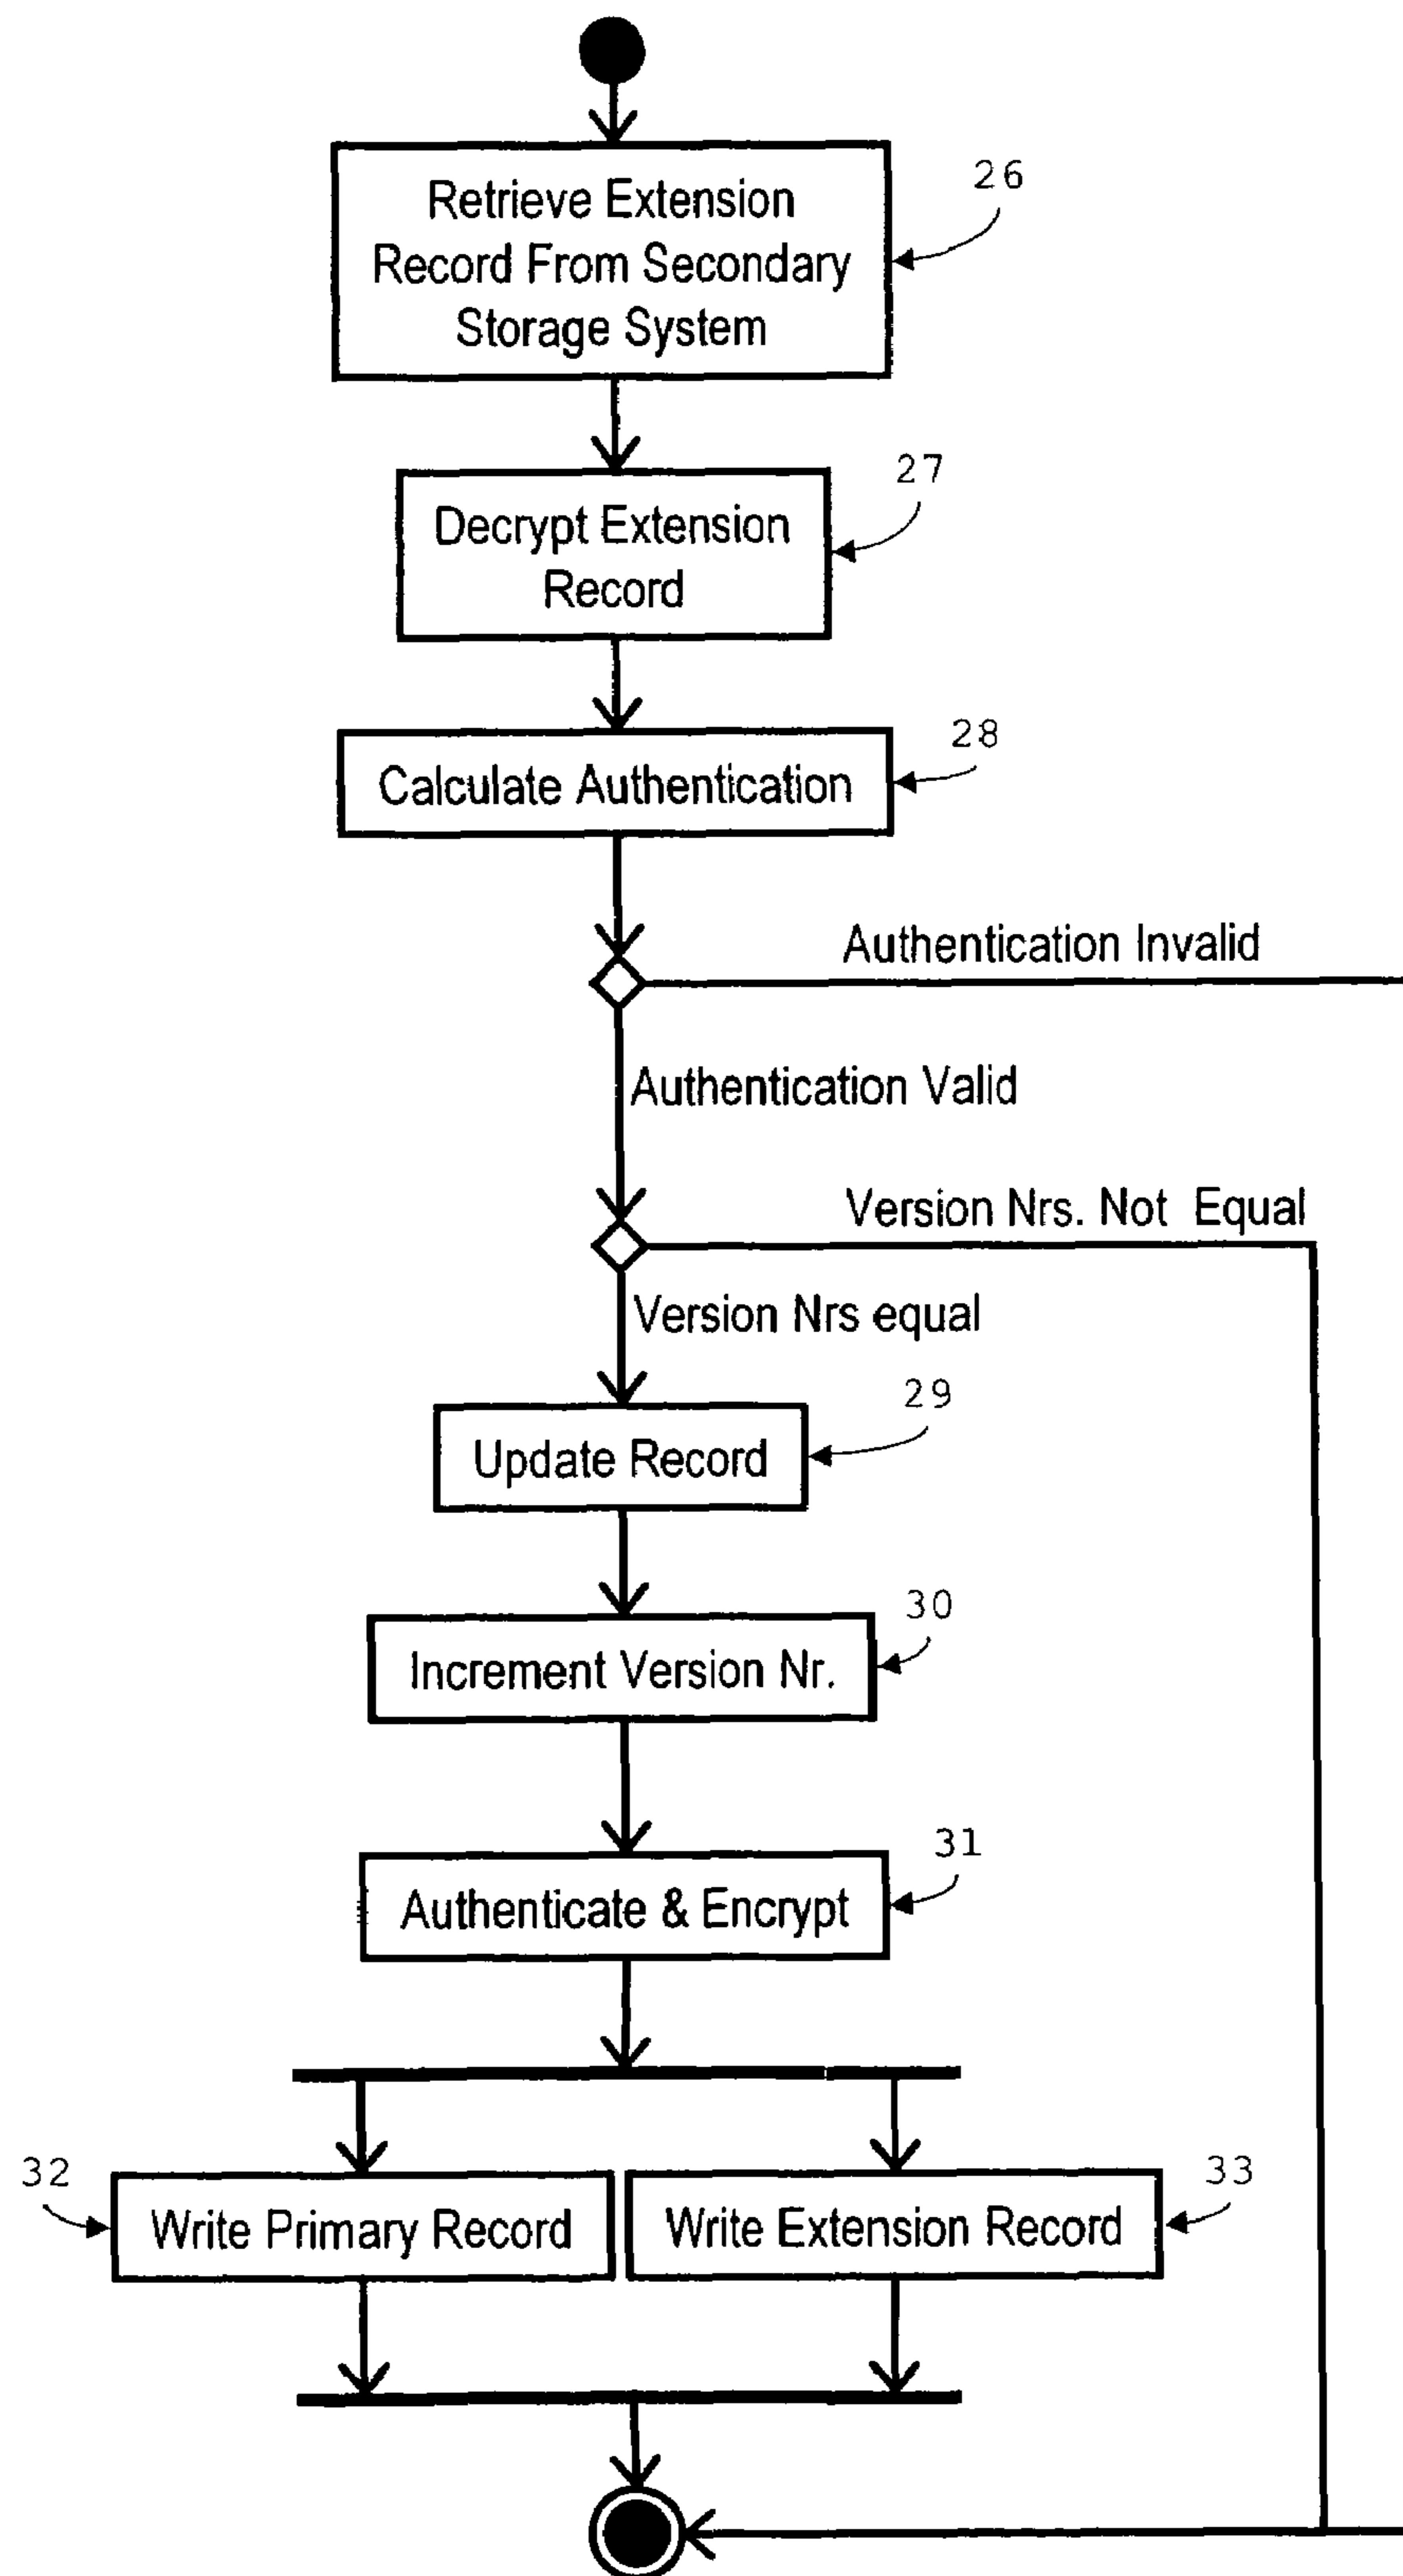 Retrieve Extension
Record From Secondary
Storage System
26
Decrypt Extension
Record
27
Calculate Authentication
28
Authentication Invalid
Authentication Valid
Version Nrs. Not Equal
Version Nrs equal
Update Record
29
Increment Version Nr.
30
Authenticate & Encrypt
31
32
Write Primary Record
Write Extension Record
33